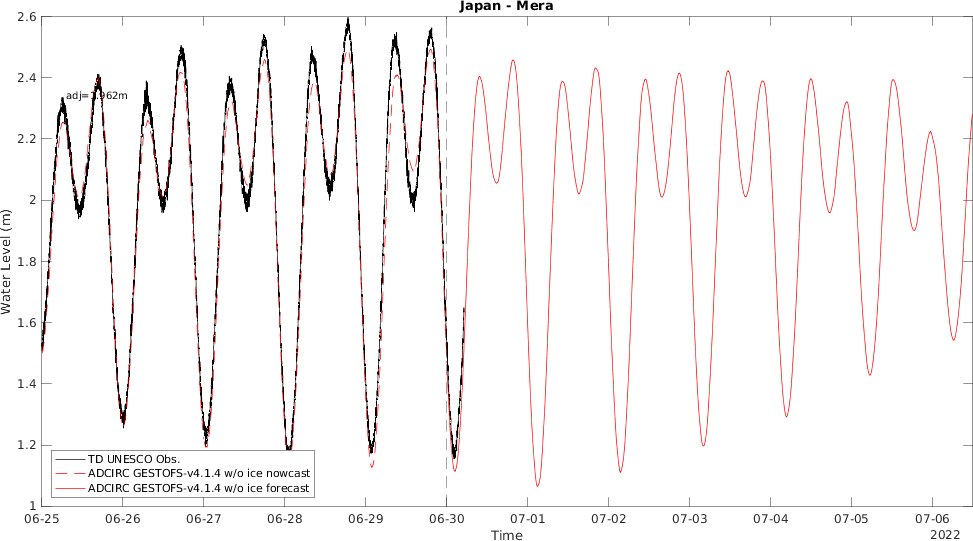 Japan - Mera
2.6
2.4
2.2
2
1.8
1.6
1.4
1.2
1
Water Level (m)
adj=1.962m
TD UNESCO Obs.
ADCIRC GESTOFS-v4.1.4 w/o ice nowcast
ADCIRC GESTOFS-v4.1.4 w/o ice forecast
06-25 06-26 06-27 06-28 06-29 06-30 07-01 07-02 07-03 07-04 07-05 07-06
Time
2022